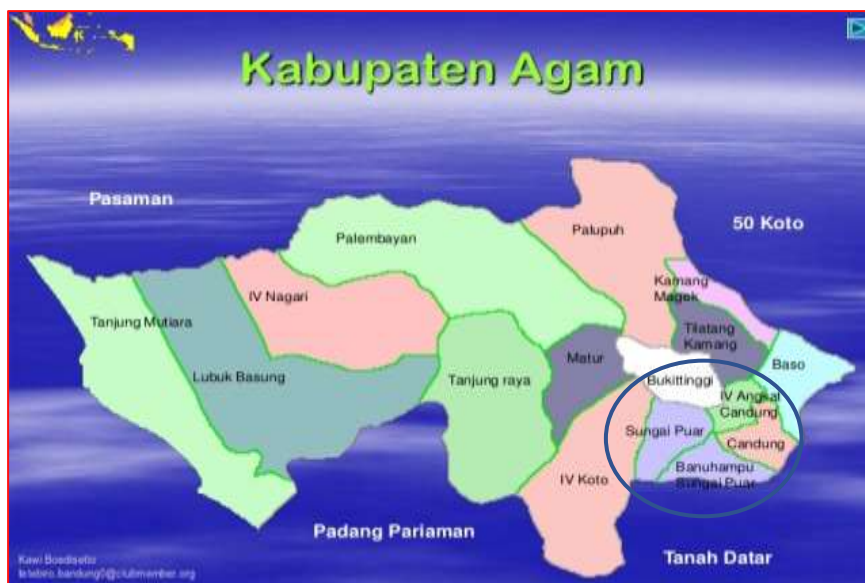 Kabupaten Agam
Pasaman
50 Koto
Palembayan
Palupuh
Kamang
Magek
IV Nagari
Tanjung Mutiara
Tilatang
Kamang
Matur
Baso
Lubuk Basung
Tanjung raya
Bukittinggi
IV Angkat
Candung
Sungai Puar
Candung
IV Koto
Banuhampu
Sungai Puar
Padang Pariaman
Tanah Datar
Kawi Boedisetio